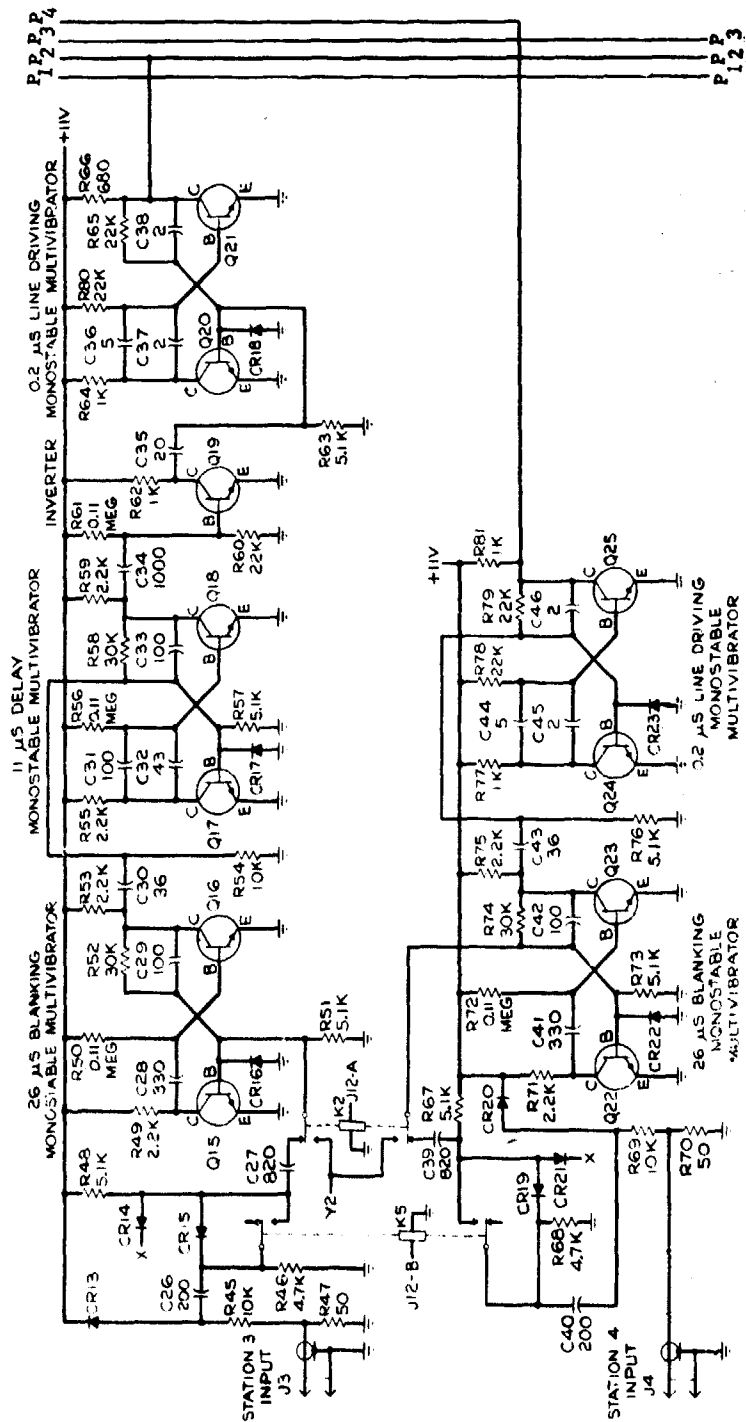 P1 P2 P3 P4
+11V
0.2 µS LINE DRIVING
MONOSTABLE MULTIVIBRATOR
INVERTER
11 µS DELAY
MONOSTABLE MULTIVIBRATOR
26 µS BLANKING
MONOSTABLE MULTIVIBRATOR
R66
680
R65
22K
C38
2
R80
22K
C36
5
C37
2
R64
1K
C
B
E
Q21
Q20
B
C
E
CR18
R63
5.1K
C35
20
R62
1K
Q19
C
B
E
R61
0.11
MEG
R59
2.2K
C34
1000
R60
22K
R58
30K
C33
100
Q18
C
B
E
R56
0.11
MEG
C31
100
C32
43
R57
5.1K
R55
2.2K
Q17
C
B
E
CR17
R53
2.2K
C30
36
R54
10K
R52
30K
C29
100
Q16
C
B
E
R50
0.11
MEG
C28
330
R51
5.1K
R49
2.2K
Q15
C
B
E
CR16
R48
5.1K
CR14
X
CR15
C27
820
K2
J12-A
Y2
CR13
C26
200
R45
10K
R46
4.7K
R47
50
K5
J12-B
STATION 3
INPUT
J3
+11V
R81
1K
R79
22K
C46
2
Q25
C
B
E
R78
22K
C44
5
C45
2
R77
1K
Q24
C
B
E
CR23
0.2 µS LINE DRIVING
MONOSTABLE
MULTIVIBRATOR
R75
2.2K
C43
36
R76
5.1K
R74
30K
C42
100
Q23
C
B
E
R72
0.11
MEG
C41
330
R73
5.1K
R71
2.2K
Q22
C
B
E
CR22
26 µS BLANKING
MONOSTABLE
MULTIVIBRATOR
R67
5.1K
C39
820
CR20
CR19
CR21
X
R68
4.7K
R69
10K
R70
50
C40
200
STATION 4
INPUT
J4
P1 P2 P3